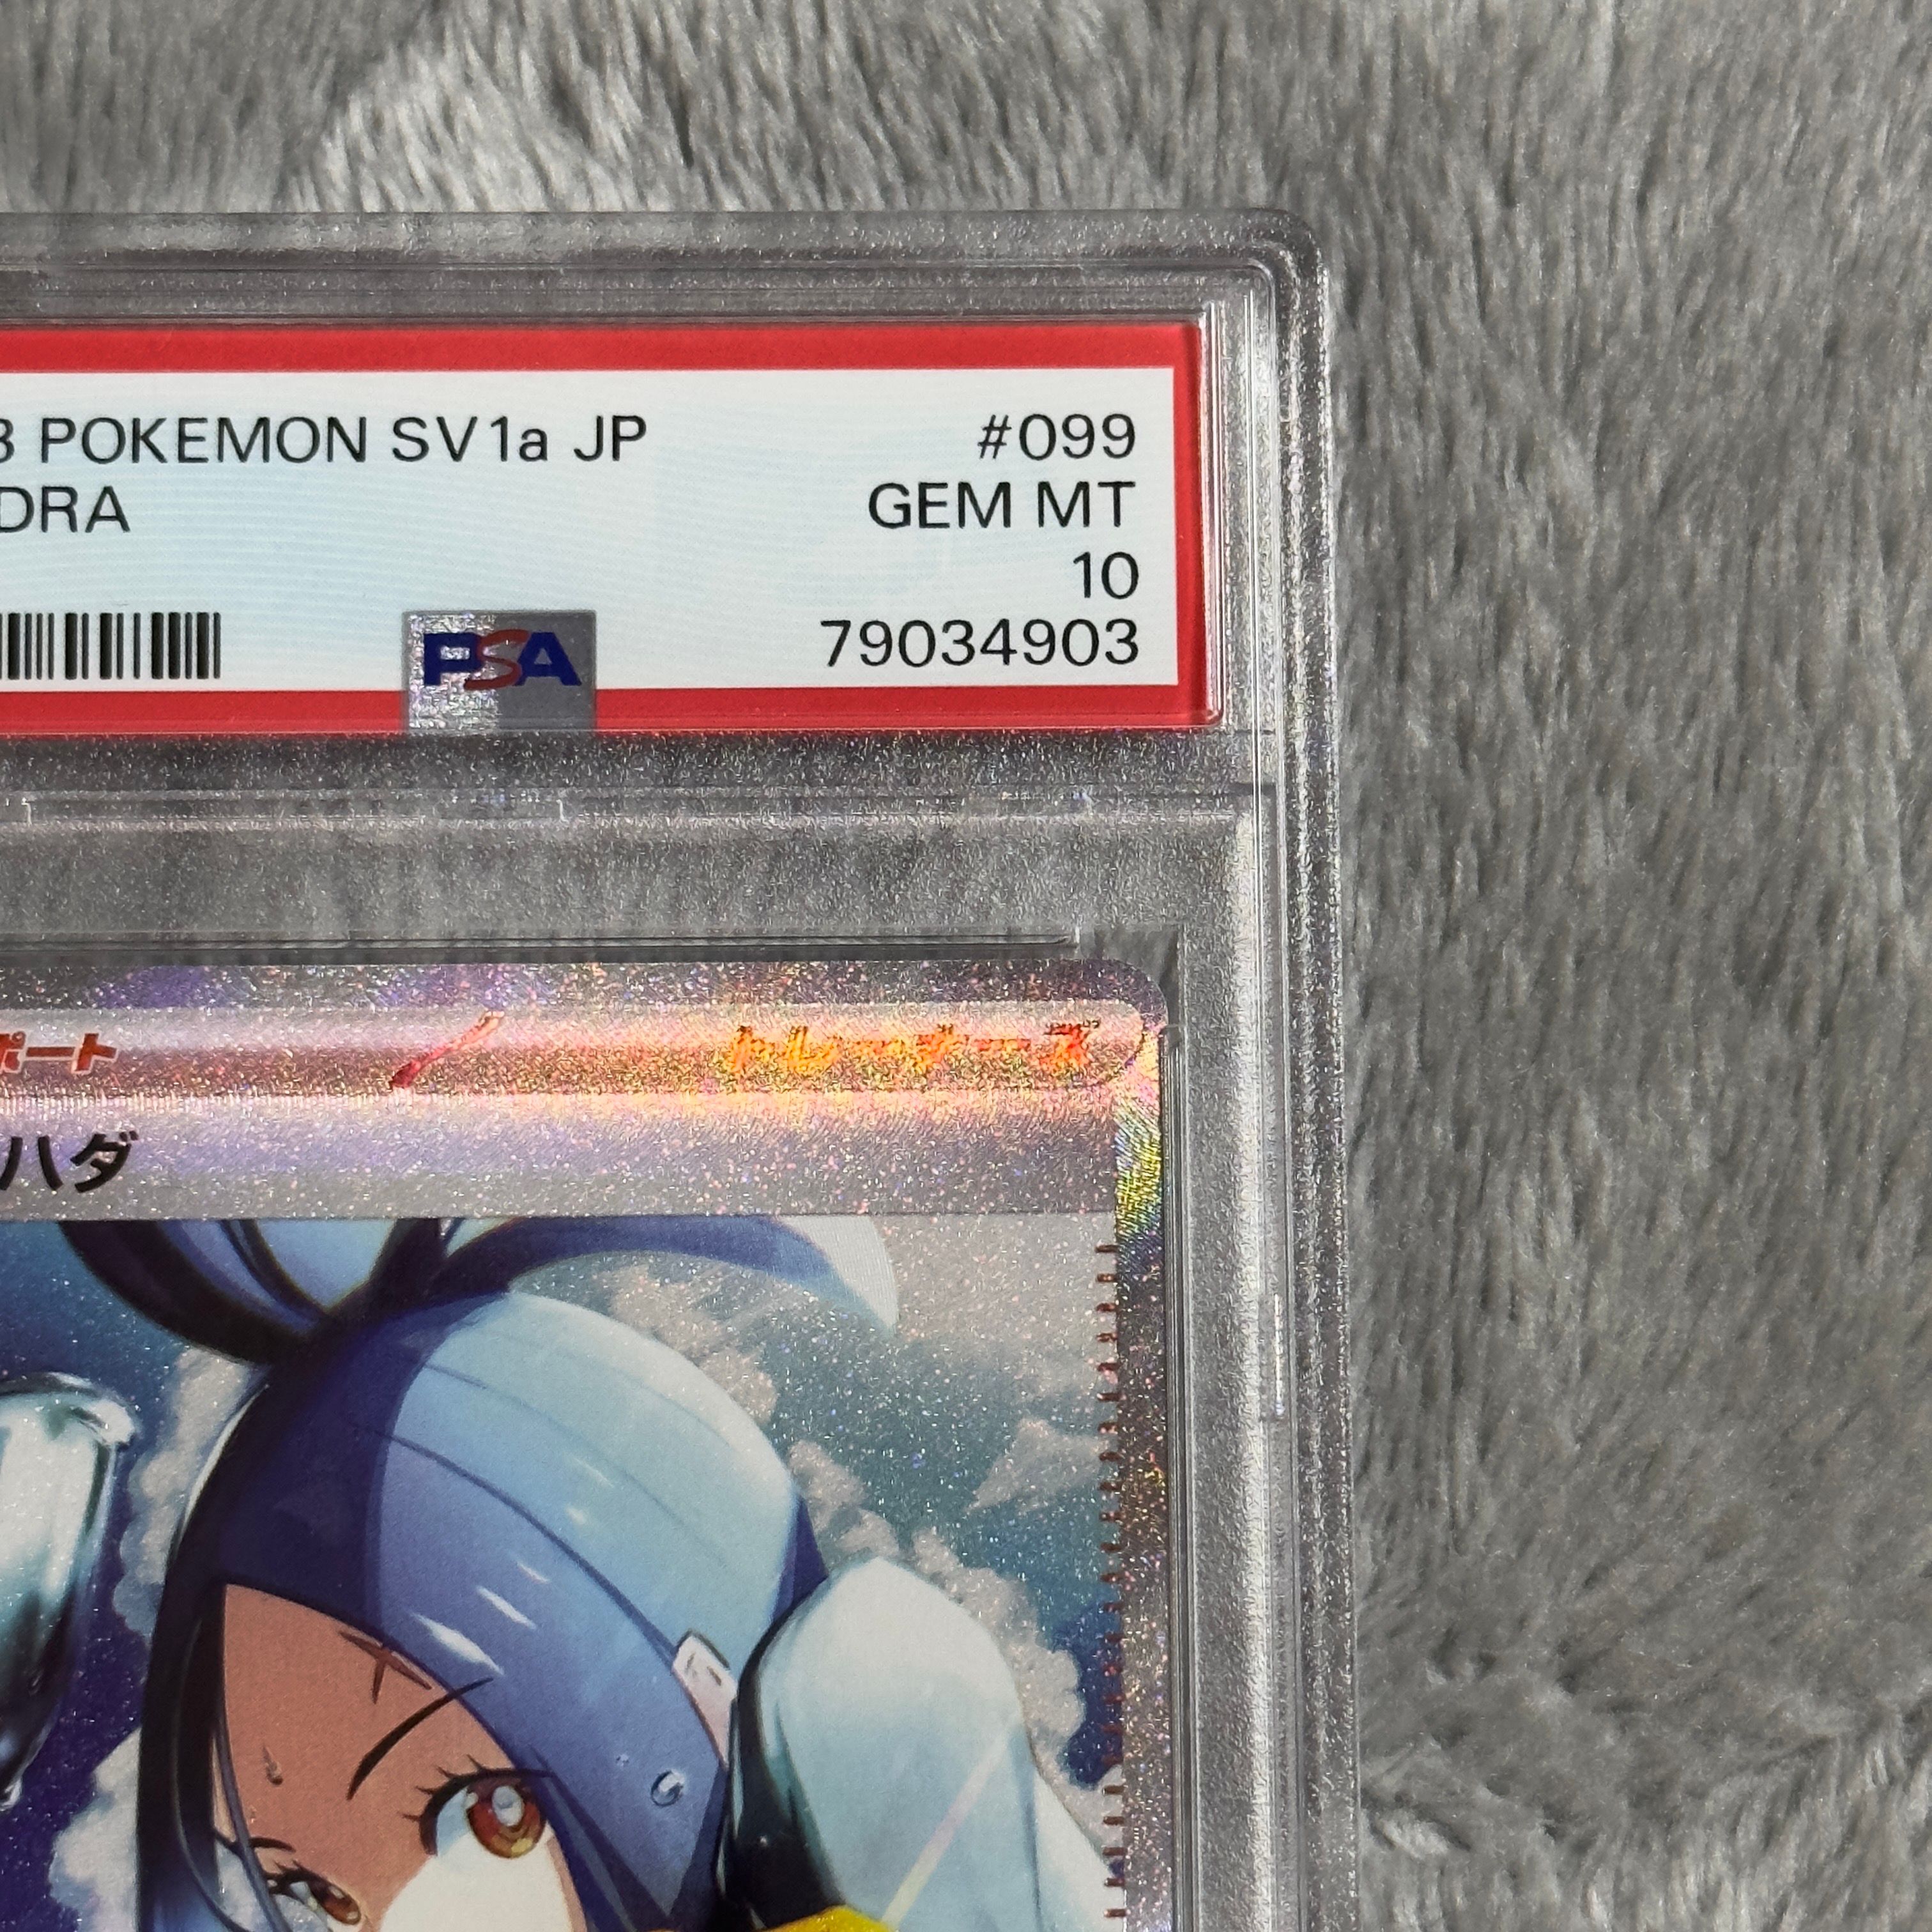 3 POKEMON SV1a JP #099
DRA GEM MT
10
PSA 79034903
ポート トレーナーズ
ハダ